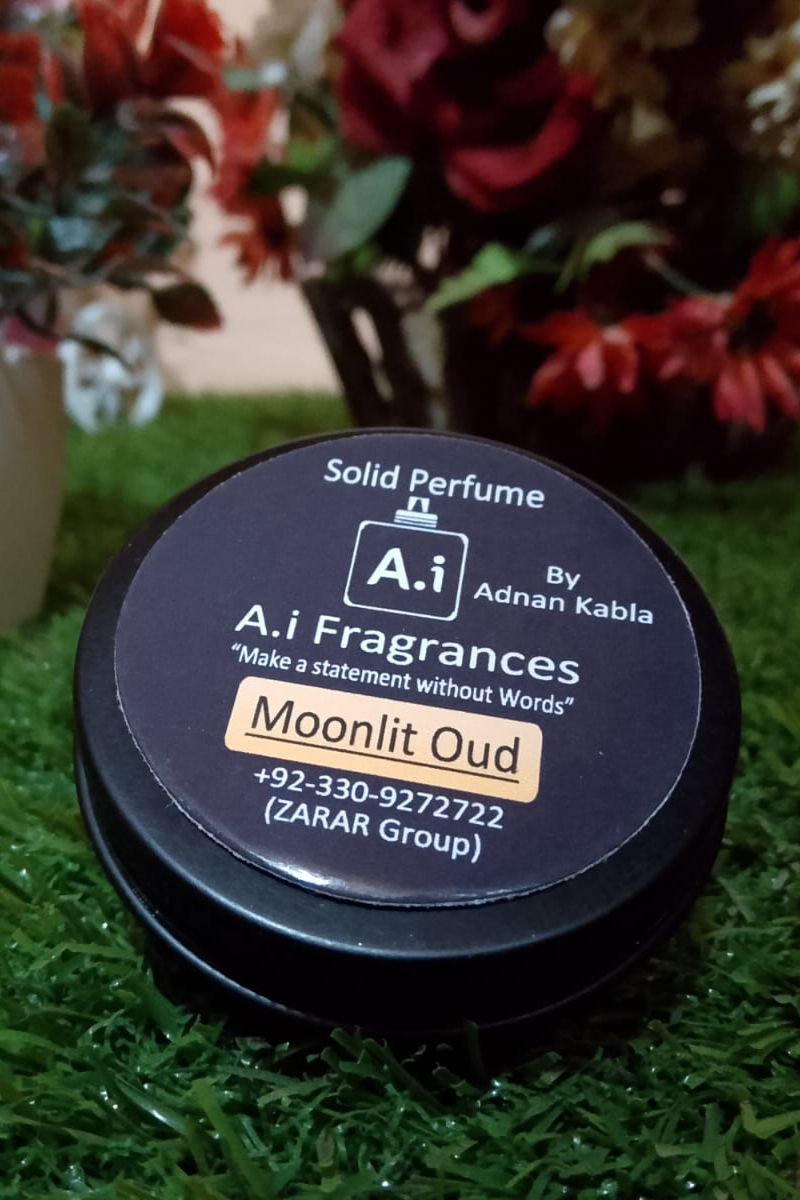 Solid Perfume
A.i
By
Adnan Kabla
A.i Fragrances
“Make a statement without Words”
Moonlit Oud
+92-330-9272722
(ZARAR Group)